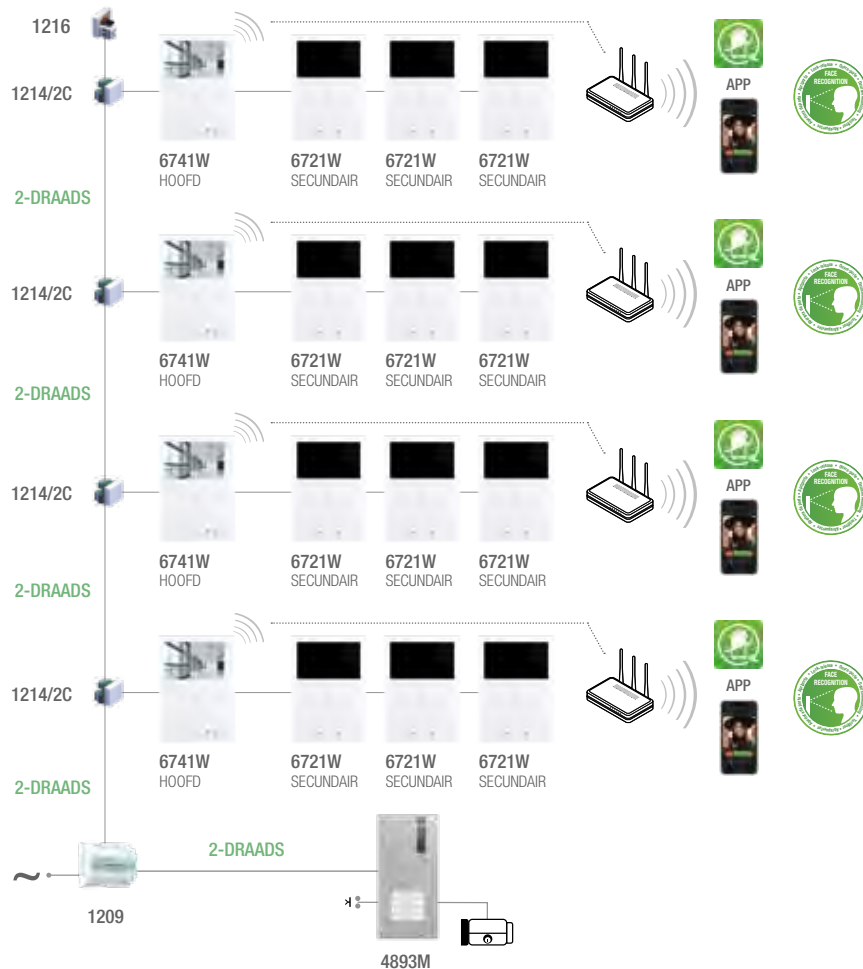 1216
1214/2C
6741W
HOOFD
6721W
SECUNDAIR
6721W
SECUNDAIR
6721W
SECUNDAIR
APP
FACE
RECOGNITION
2-DRAADS
1214/2C
6741W
HOOFD
6721W
SECUNDAIR
6721W
SECUNDAIR
6721W
SECUNDAIR
APP
FACE
RECOGNITION
2-DRAADS
1214/2C
6741W
HOOFD
6721W
SECUNDAIR
6721W
SECUNDAIR
6721W
SECUNDAIR
APP
FACE
RECOGNITION
2-DRAADS
1214/2C
6741W
HOOFD
6721W
SECUNDAIR
6721W
SECUNDAIR
6721W
SECUNDAIR
APP
FACE
RECOGNITION
2-DRAADS
2-DRAADS
~
1209
4893M